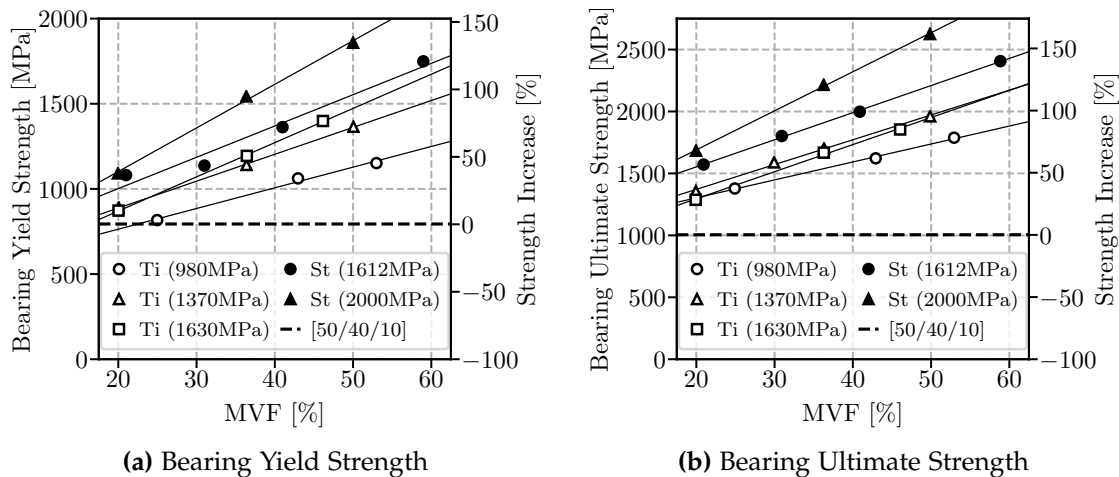 2000
1500
1000
500
0
Bearing Yield Strength [MPa]
150
100
50
0
−50
−100
Strength Increase [%]
Ti (980MPa)
Ti (1370MPa)
Ti (1630MPa)
St (1612MPa)
St (2000MPa)
[50/40/10]
20 30 40 50 60
MVF [%]
(a) Bearing Yield Strength
2500
2000
1500
1000
500
0
Bearing Ultimate Strength [MPa]
150
100
50
0
−50
−100
Strength Increase [%]
Ti (980MPa)
Ti (1370MPa)
Ti (1630MPa)
St (1612MPa)
St (2000MPa)
[50/40/10]
20 30 40 50 60
MVF [%]
(b) Bearing Ultimate Strength